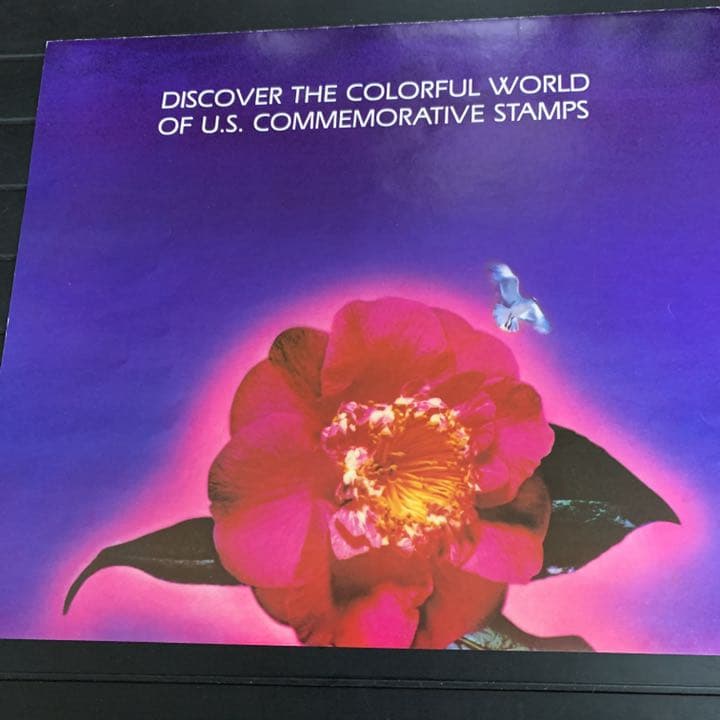 DISCOVER THE COLORFUL WORLD
OF U.S. COMMEMORATIVE STAMPS